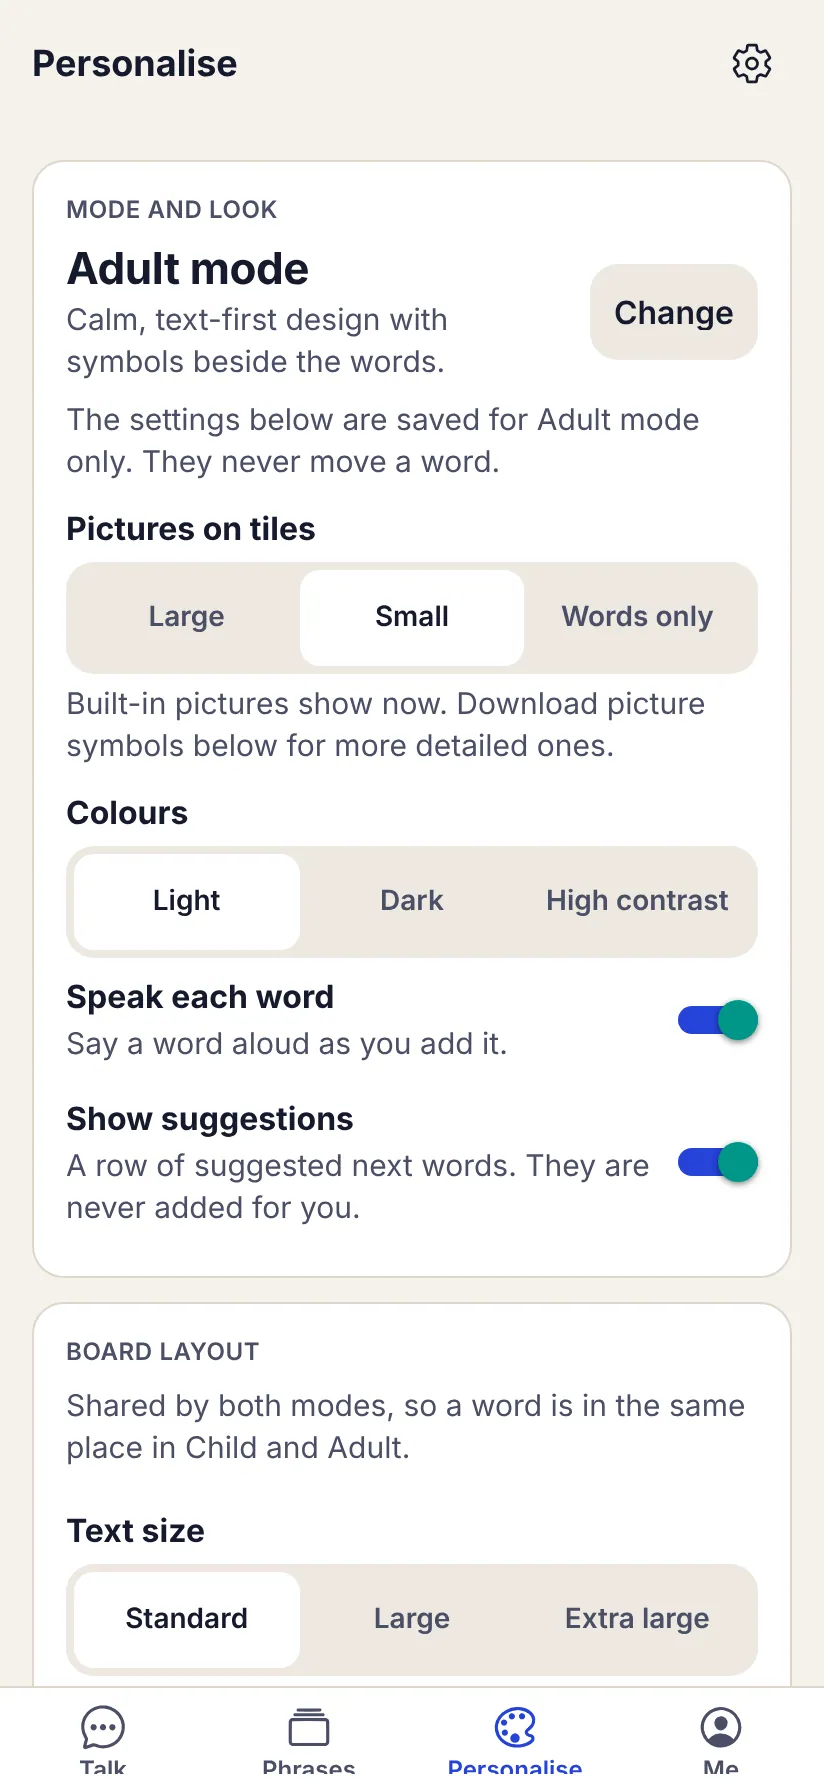 Personalise
MODE AND LOOK
Adult mode
Calm, text-first design with
symbols beside the words.
Change
The settings below are saved for Adult mode
only. They never move a word.
Pictures on tiles
Large
Small
Words only
Built-in pictures show now. Download picture
symbols below for more detailed ones.
Colours
Light
Dark
High contrast
Speak each word
Say a word aloud as you add it.
Show suggestions
A row of suggested next words. They are
never added for you.
BOARD LAYOUT
Shared by both modes, so a word is in the same
place in Child and Adult.
Text size
Standard
Large
Extra large
Talk
Phrases
Personalise
Me